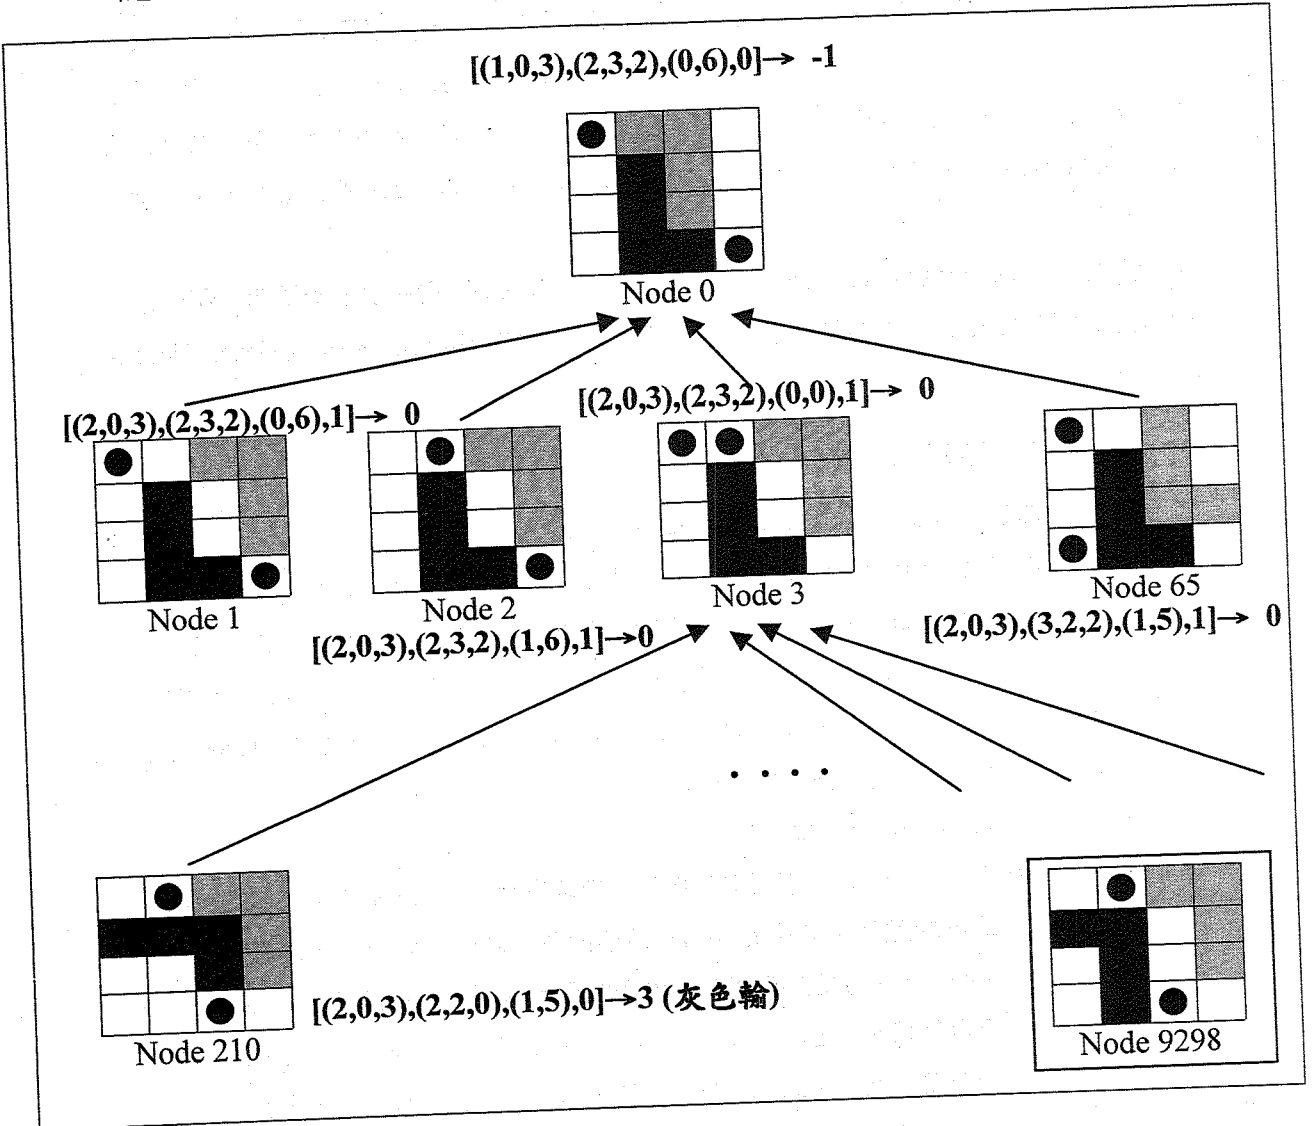 [(1,0,3),(2,3,2),(0,6),0]→ -1
Node 0
[(2,0,3),(2,3,2),(0,6),1]→ 0
[(2,0,3),(2,3,2),(0,0),1]→ 0
Node 1
Node 2
Node 3
Node 65
[(2,0,3),(2,3,2),(1,6),1]→0
[(2,0,3),(3,2,2),(1,5),1]→ 0
. . . .
[(2,0,3),(2,2,0),(1,5),0]→3 (灰色輸)
Node 210
Node 9298